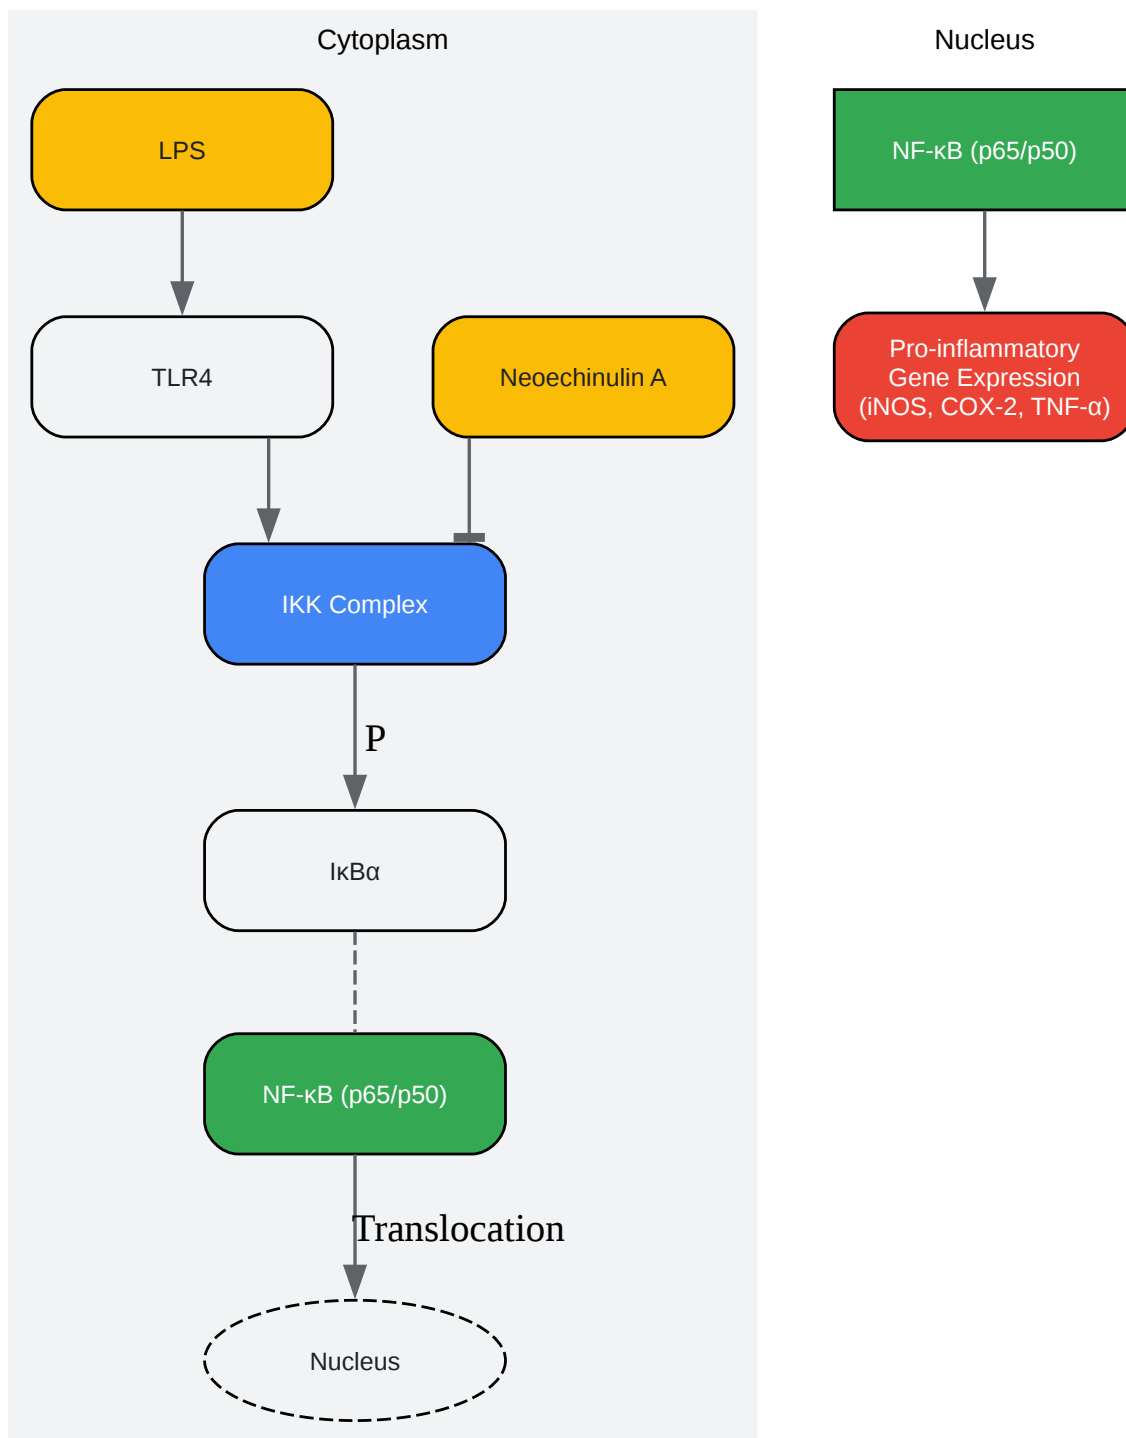 Cytoplasm
LPS
TLR4
Neoechinulin A
IKK Complex
P
IκBα
NF-κB (p65/p50)
Translocation
Nucleus
Nucleus
NF-κB (p65/p50)
Pro-inflammatory
Gene Expression
(iNOS, COX-2, TNF-α)